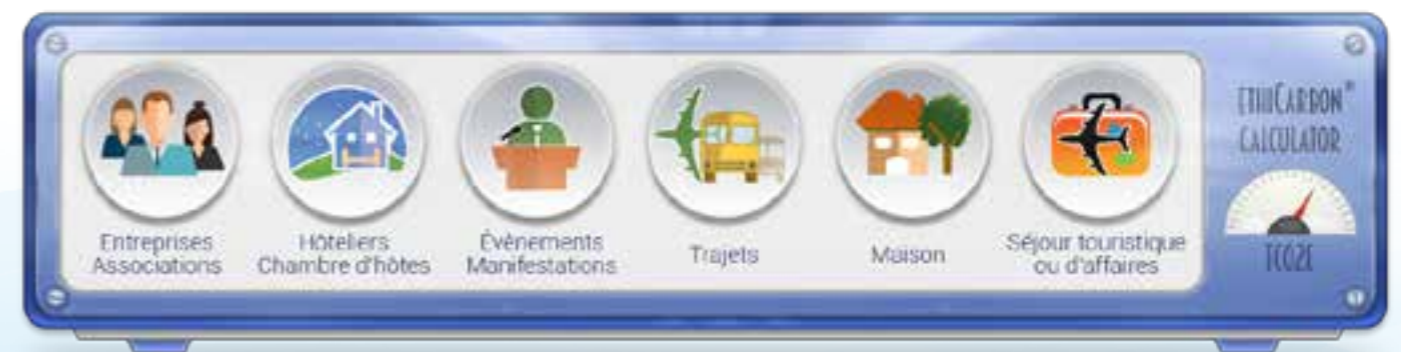 Entreprises
Associations
Hôteliers
Chambre d'hôtes
Évènements
Manifestations
Trajets
Maison
Séjour touristique
ou d'affaires
ETHICARBON®
CALCULATOR
TCO2E